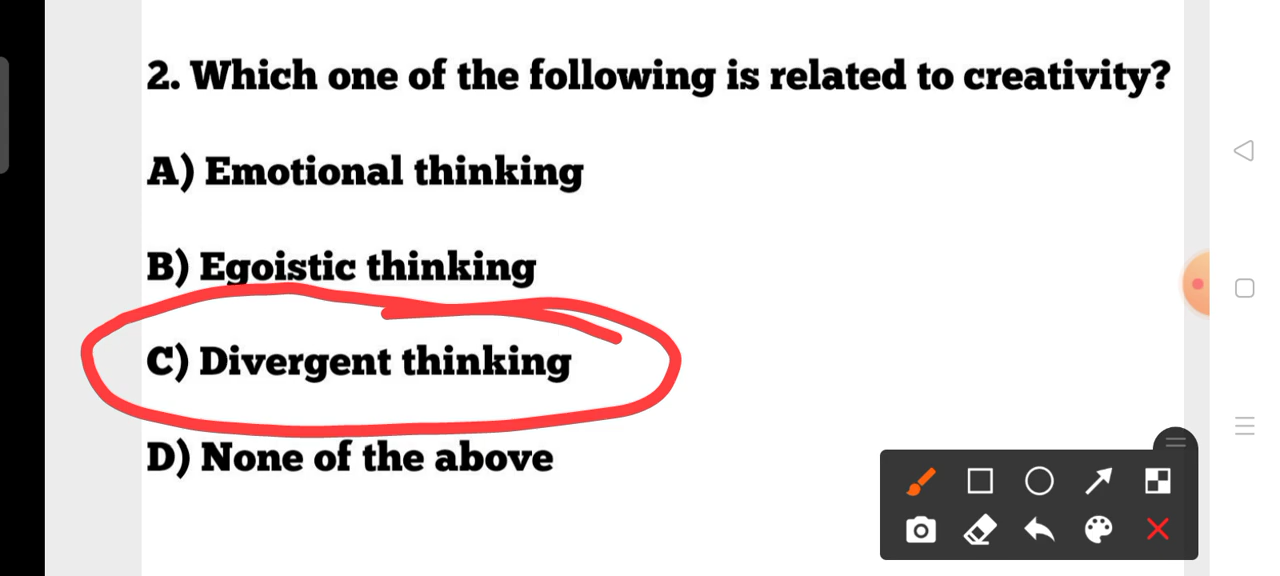 2. Which one of the following is related to creativity?
A) Emotional thinking
B) Egoistic thinking
C) Divergent thinking
D) None of the above